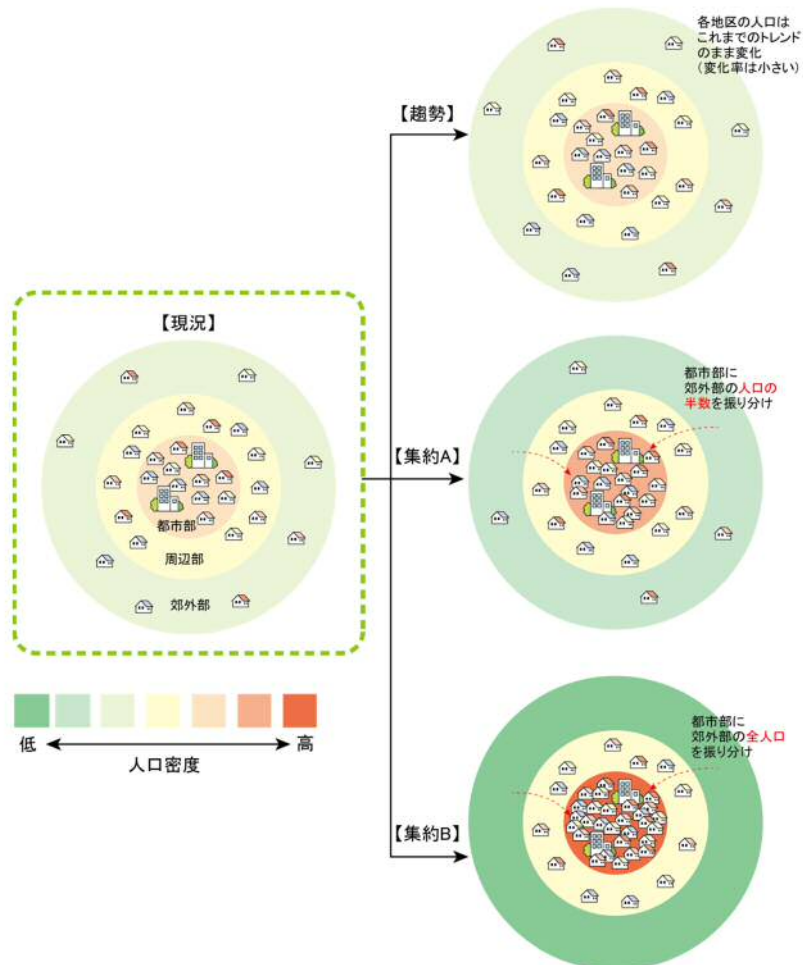 各地区の人口は
これまでのトレンド
のまま変化
（変化率は小さい）
【趨勢】
【現況】
都市部
周辺部
郊外部
都市部に
郊外部の人口の
半数を振り分け
【集約A】
低
高
人口密度
都市部に
郊外部の全人口
を振り分け
【集約B】